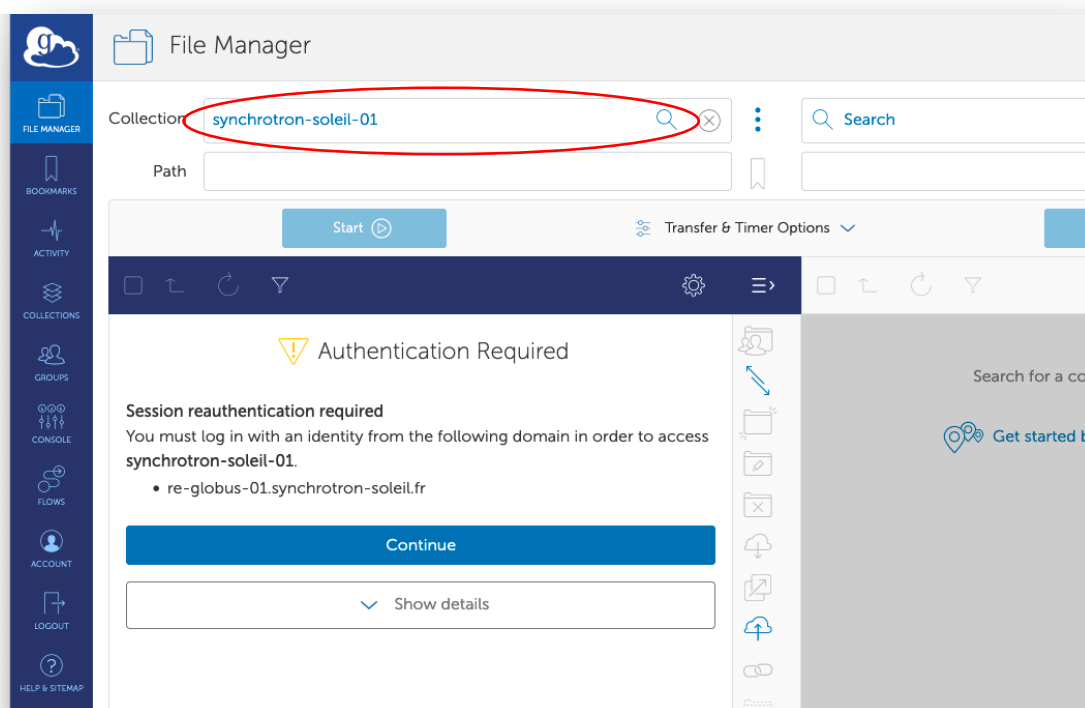 g
File Manager
FILE MANAGER
BOOKMARKS
ACTIVITY
COLLECTIONS
GROUPS
CONSOLE
FLOWS
ACCOUNT
LOGOUT
HELP & SITEMAP
Collection
synchrotron-soleil-01
Search
Path
Start
Transfer & Timer Options
Authentication Required
Session reauthentication required
You must log in with an identity from the following domain in order to access
synchrotron-soleil-01.
• re-globus-01.synchrotron-soleil.fr
Continue
Show details
Search for a co
Get started b